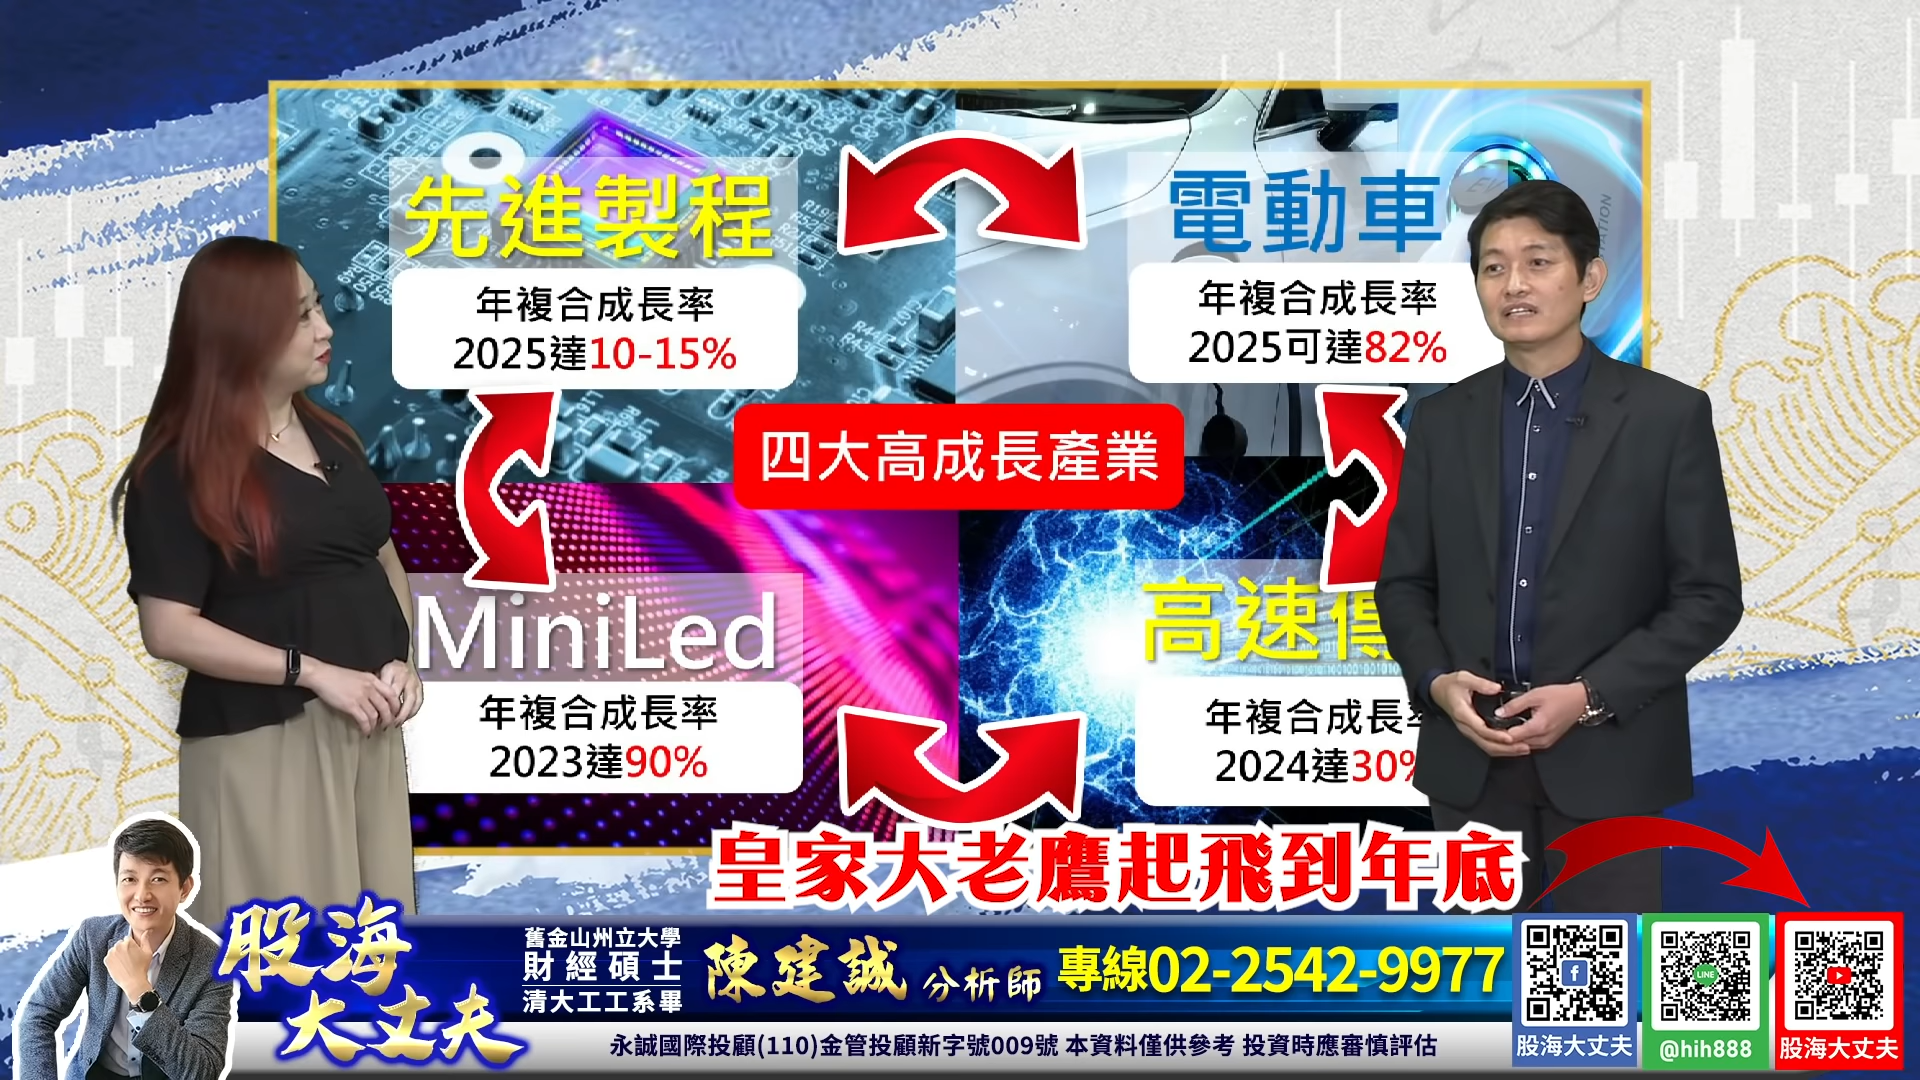 先進製程
年複合成長率
2025達10-15%
電動車
年複合成長率
2025可達82%
四大高成長產業
MiniLed
年複合成長率
2023達90%
高速
年複合成長
2024達30%
皇家大老鷹起飛到年底
股海
大丈夫
舊金山州立大學
財經碩士
清大工工系畢
陳建誠 分析師
專線02-2542-9977
永誠國際投顧(110)金管投顧新字號009號 本資料僅供參考 投資時應審慎評估
股海大丈夫
LINE
@hih888
股海大丈夫